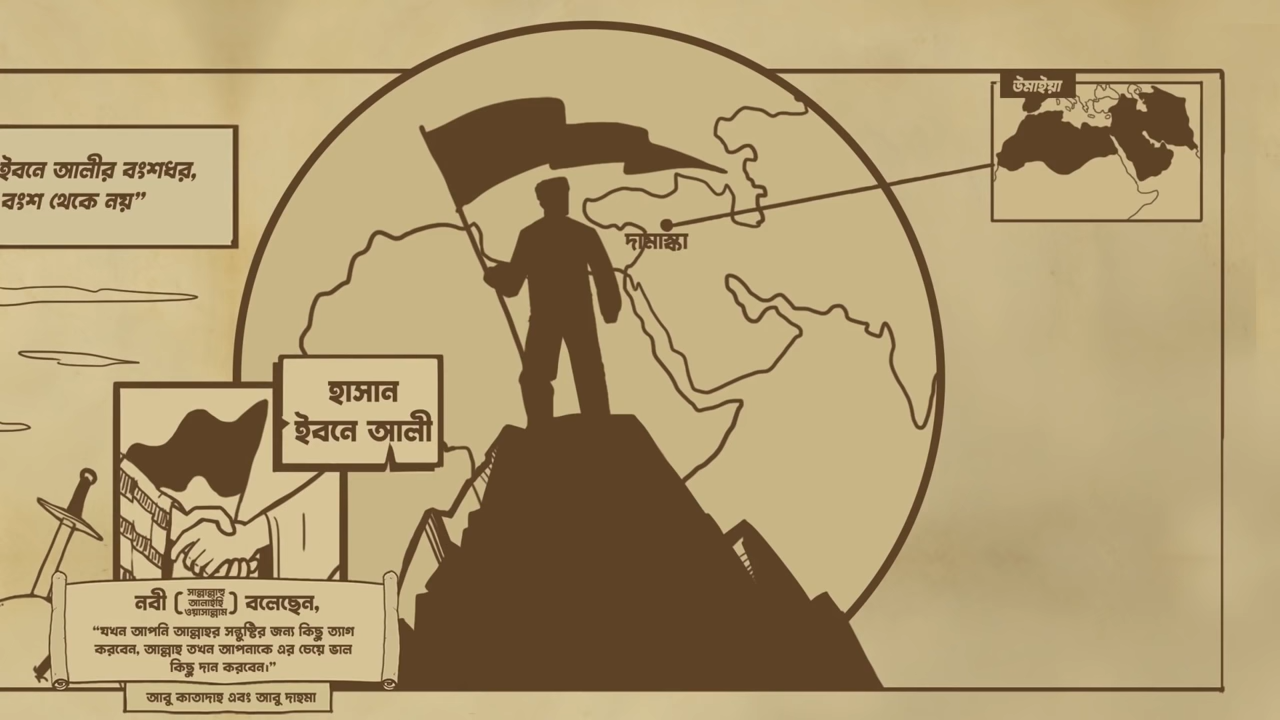 ইবনে আলীর বংশধর,
বংশ থেকে নয়”
উমাইয়া
দামাস্কা
হাসান
ইবনে আলী
নবী (সাল্লাল্লাহু আলাইহি ওয়াসাল্লাম) বলেছেন,
“যখন আপনি আল্লাহর সন্তুষ্টির জন্য কিছু ত্যাগ
করবেন, আল্লাহ তখন আপনাকে এর চেয়ে ভাল
কিছু দান করবেন।”
আবু কাতাদাহ এবং আবু দাহমা